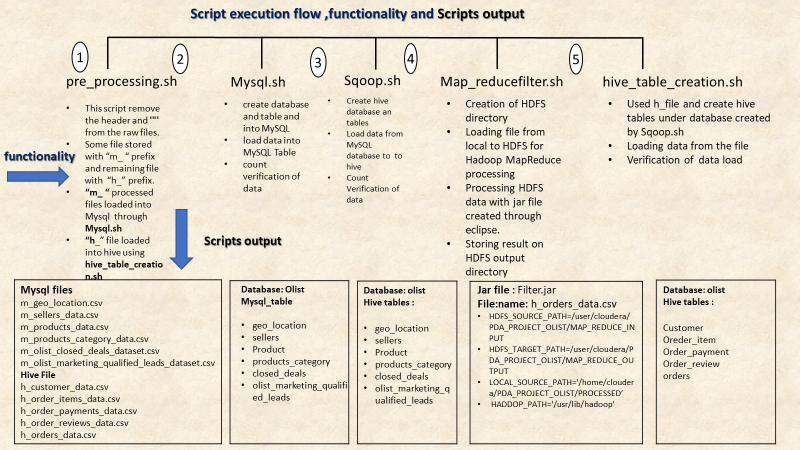 Script execution flow ,functionality and Scripts output
1
2
3
4
5
pre_processing.sh
Mysql.sh
Sqoop.sh
Map_reducefilter.sh
hive_table_creation.sh
functionality
• This script remove
the header and """
from the raw files.
• Some file stored
with "m_ " prefix
and remaining file
with "h_" prefix.
• "m_ " processed
files loaded into
Mysql through
Mysql.sh
• "h_" file loaded
into hive using
hive_table_creatio
n.sh
• create database
and table and
into MySQL
• load data into
MySQL Table
• count
verification of
data
• Create hive
database an
tables
• Load data from
MySQL
database to to
hive
• Count
Verification of
data
• Creation of HDFS
directory
• Loading file from
local to HDFS for
Hadoop MapReduce
processing
• Processing HDFS
data with jar file
created through
eclipse.
• Storing result on
HDFS output
directory
• Used h_file and create hive
tables under database created
by Sqoop.sh
• Loading data from the file
• Verification of data load
Scripts output
Mysql files
m_geo_location.csv
m_sellers_data.csv
m_products_data.csv
m_products_category_data.csv
m_olist_closed_deals_dataset.csv
m_olist_marketing_qualified_leads_dataset.csv
Hive File
h_customer_data.csv
h_order_items_data.csv
h_order_payments_data.csv
h_order_reviews_data.csv
h_orders_data.csv
Database: Olist
Mysql_table
• geo_location
• sellers
• Product
• products_category
• closed_deals
• olist_marketing_qualifi
ed_leads
Database: olist
Hive tables :
• geo_location
• sellers
• Product
• products_category
• closed_deals
• olist_marketing_q
ualified_leads
Jar file : Filter.jar
File:name: h_orders_data.csv
• HDFS_SOURCE_PATH=/user/cloudera/
PDA_PROJECT_OLIST/MAP_REDUCE_IN
PUT
• HDFS_TARGET_PATH=/user/cloudera/P
DA_PROJECT_OLIST/MAP_REDUCE_OU
TPUT
• LOCAL_SOURCE_PATH='/home/clouder
a/PDA_PROJECT_OLIST/PROCESSED'
• HADDOP_PATH='/usr/lib/hadoop'
Database: olist
Hive tables :
Customer
Oreder_item
Order_payment
Order_review
orders